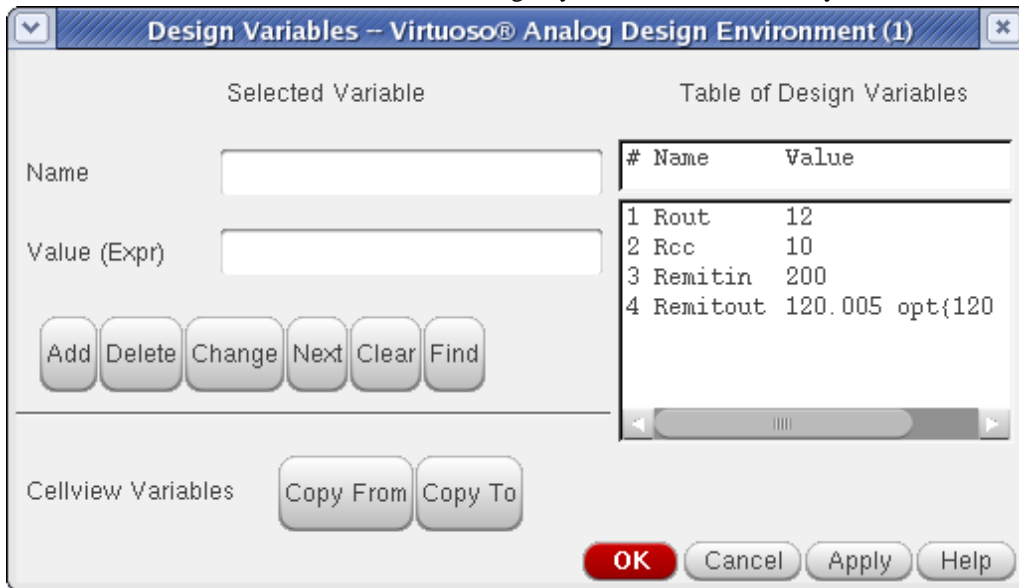 Design Variables -- Virtuoso® Analog Design Environment (1)
Selected Variable
Name
Value (Expr)
Add Delete Change Next Clear Find
Cellview Variables Copy From Copy To
Table of Design Variables
# Name Value
1 Rout 12
2 Rcc 10
3 Remitin 200
4 Remitout 120.005 opt{120
OK Cancel Apply Help